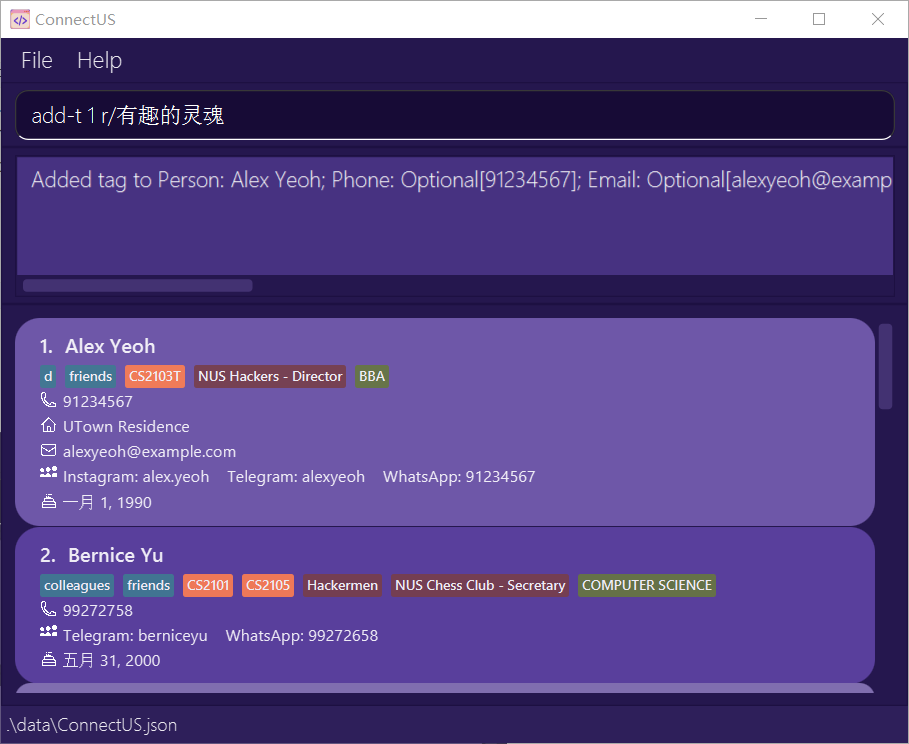 ConnectUS
File Help
add-t 1 r/有趣的灵魂
Added tag to Person: Alex Yeoh; Phone: Optional[91234567]; Email: Optional[alexyeoh@examp
1. Alex Yeoh
d friends CS2103T NUS Hackers - Director BBA
91234567
UTown Residence
alexyeoh@example.com
Instagram: alex.yeoh Telegram: alexyeoh WhatsApp: 91234567
一月 1, 1990
2. Bernice Yu
colleagues friends CS2101 CS2105 Hackermen NUS Chess Club - Secretary COMPUTER SCIENCE
99272758
Telegram: berniceyu WhatsApp: 99272658
五月 31, 2000
.\data\ConnectUS.json